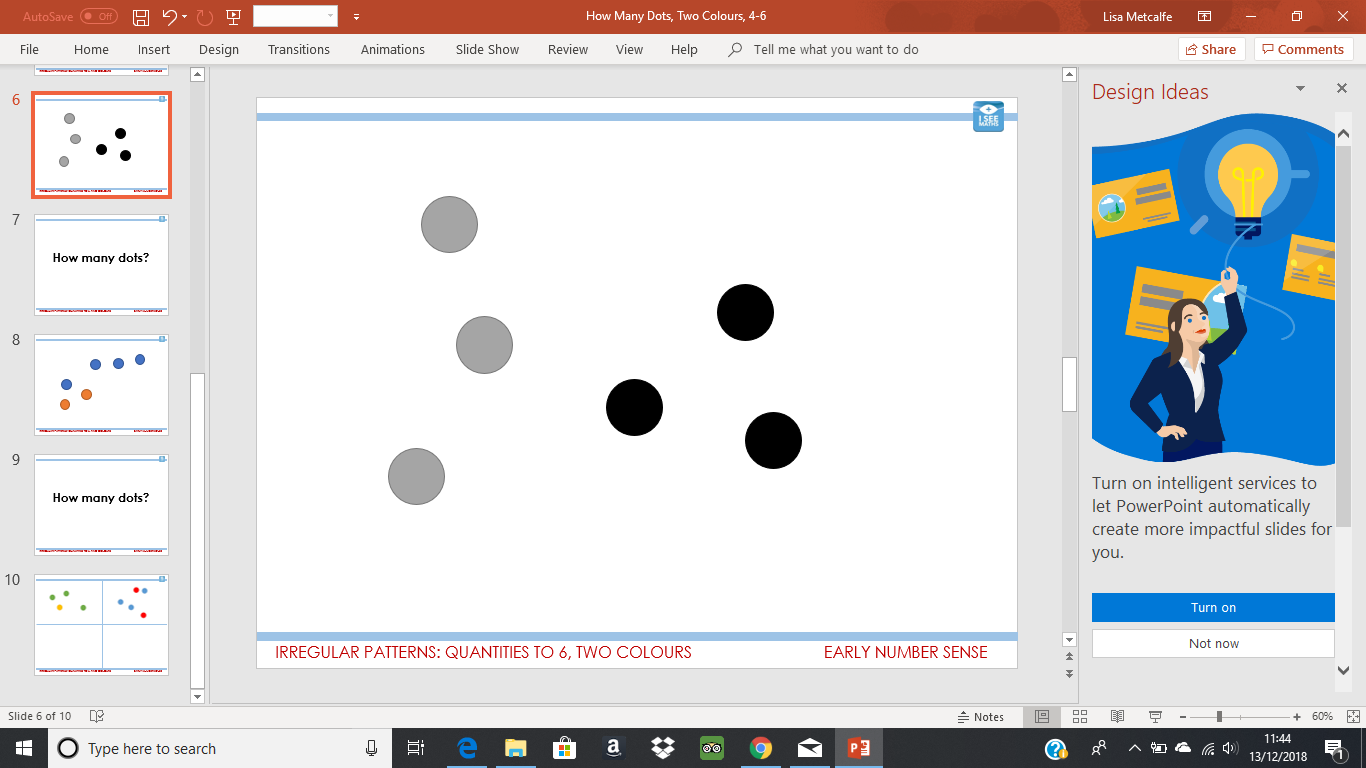 AutoSave Off
How Many Dots, Two Colours, 4-6
Lisa Metcalfe
File Home Insert Design Transitions Animations Slide Show Review View Help Tell me what you want to do
Share Comments
6
7
How many dots?
8
9
How many dots?
10
I SEE
MATHS
IRREGULAR PATTERNS: QUANTITIES TO 6, TWO COLOURS
EARLY NUMBER SENSE
Design Ideas
Turn on intelligent services to
let PowerPoint automatically
create more impactful slides for
you.
Turn on
Not now
Slide 6 of 10
Notes
60%
Type here to search
11:44
13/12/2018
1